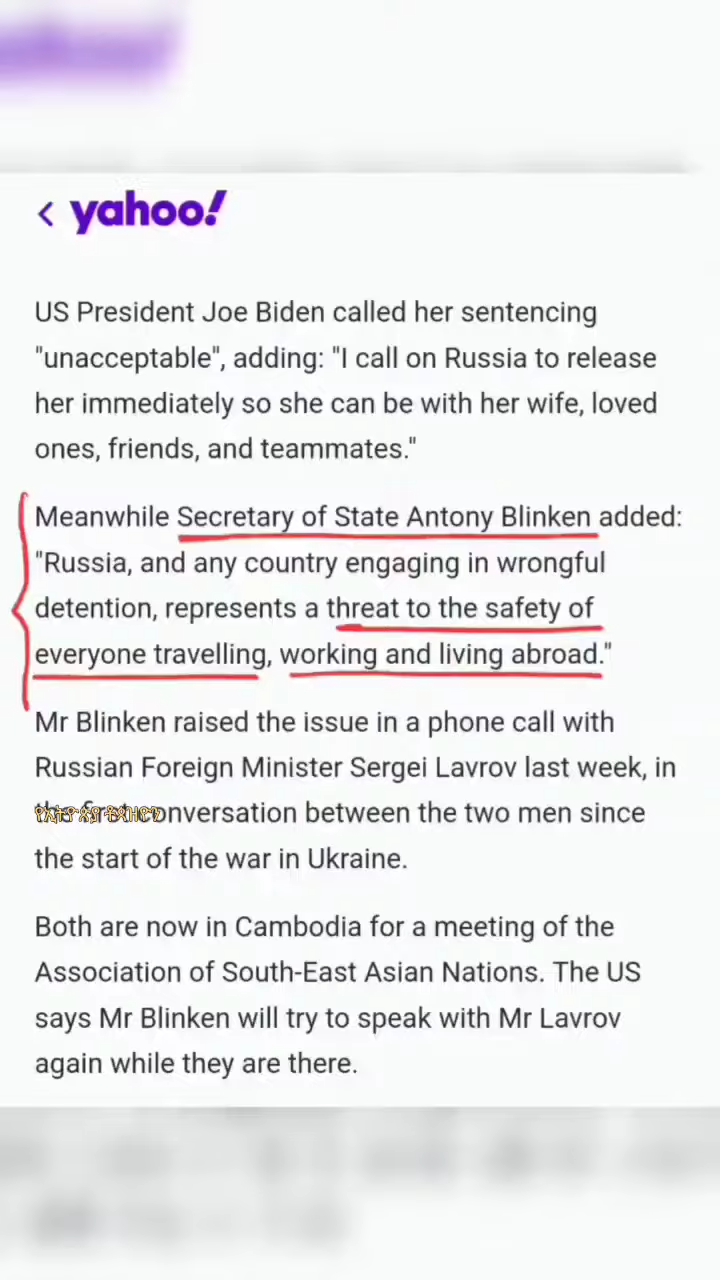 yahoo!
US President Joe Biden called her sentencing
"unacceptable", adding: "I call on Russia to release
her immediately so she can be with her wife, loved
ones, friends, and teammates."
Meanwhile Secretary of State Antony Blinken added:
"Russia, and any country engaging in wrongful
detention, represents a threat to the safety of
everyone travelling, working and living abroad."
Mr Blinken raised the issue in a phone call with
Russian Foreign Minister Sergei Lavrov last week, in
the first conversation between the two men since
the start of the war in Ukraine.
Both are now in Cambodia for a meeting of the
Association of South-East Asian Nations. The US
says Mr Blinken will try to speak with Mr Lavrov
again while they are there.